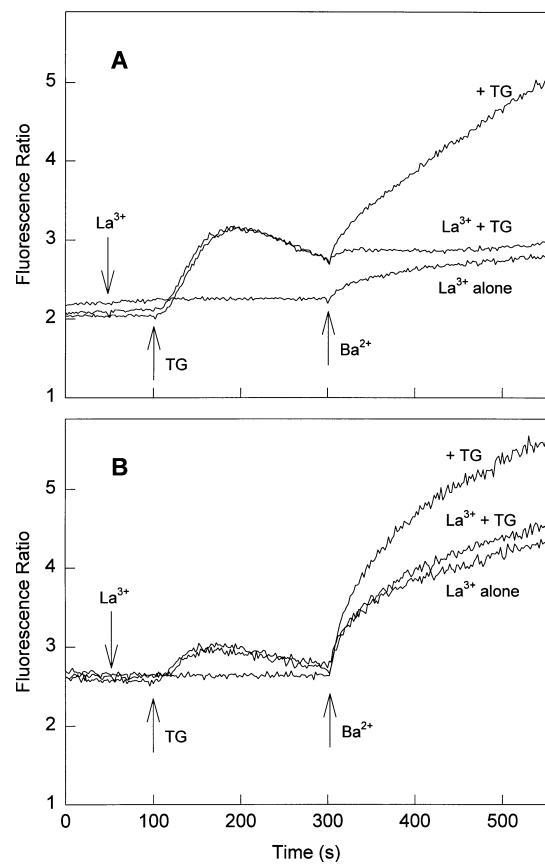 A
5
+ TG
4
Fluorescence Ratio
La³⁺
3
La³⁺ + TG
La³⁺ alone
2
TG
Ba²⁺
1
B
+ TG
5
La³⁺ + TG
4
La³⁺
La³⁺ alone
Fluorescence Ratio
3
2
TG
Ba²⁺
1
0 100 200 300 400 500
Time (s)